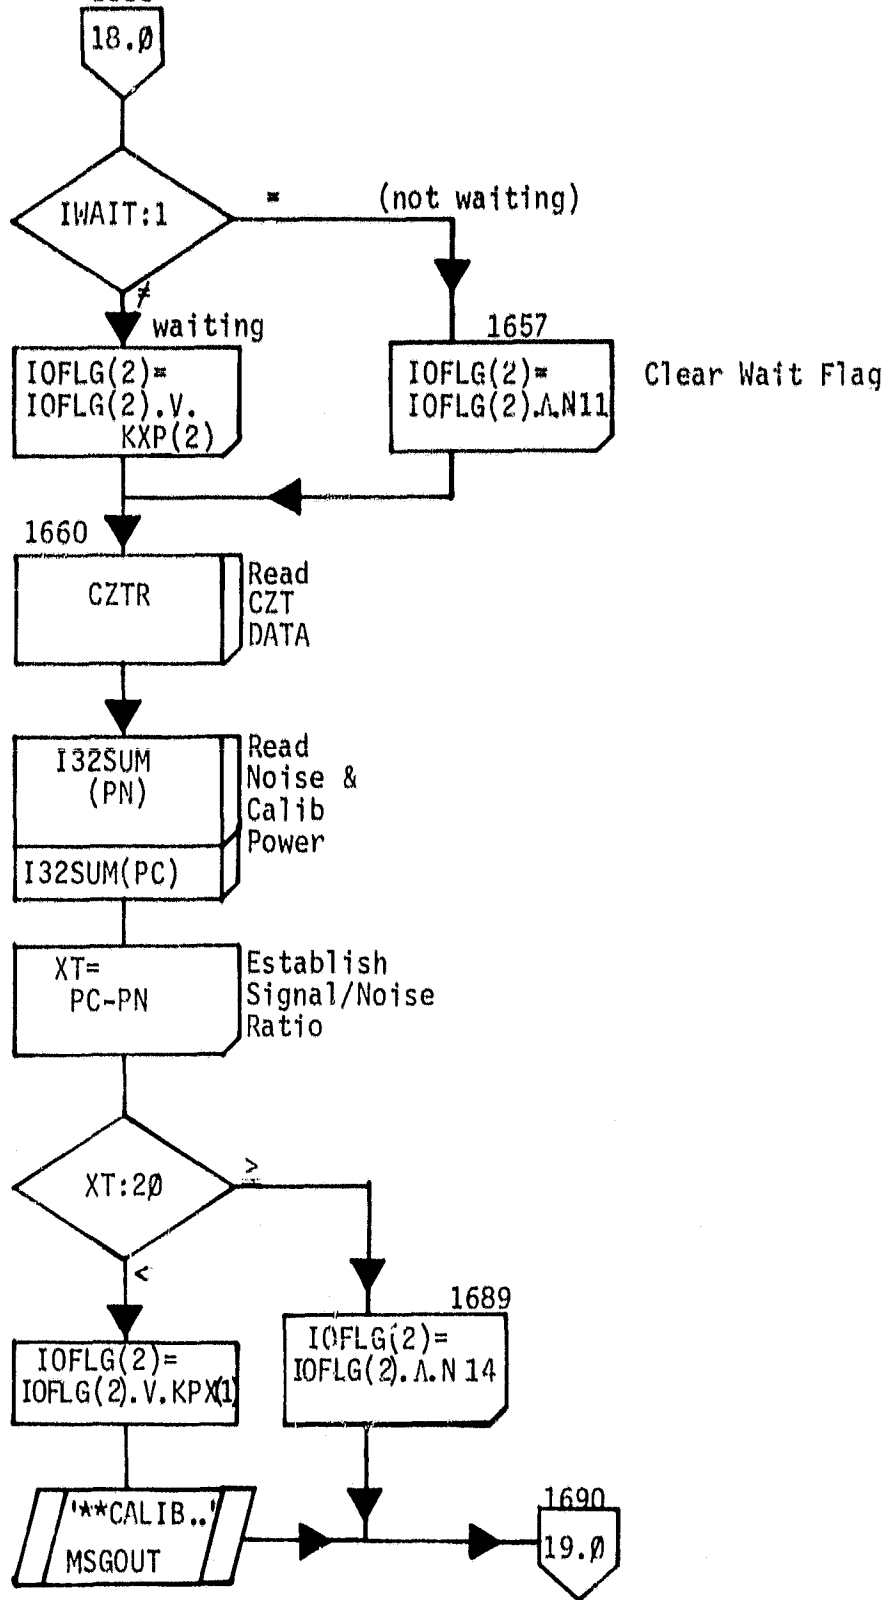 18.Ø
IWAIT:1
= (not waiting)
≠
waiting
1657
IOFLG(2)=
IOFLG(2).V.
KXP(2)
IOFLG(2)=
IOFLG(2).Λ.N11
Clear Wait Flag
1660
CZTR
Read
CZT
DATA
I32SUM
(PN)
Read
Noise &
Calib
Power
I32SUM(PC)
XT=
PC-PN
Establish
Signal/Noise
Ratio
XT:2Ø
≥
<
1689
IOFLG(2)=
IOFLG(2).V.KPX(1)
IOFLG(2)=
IOFLG(2).Λ.N14
'**CALIB..'
MSGOUT
1690
19.Ø